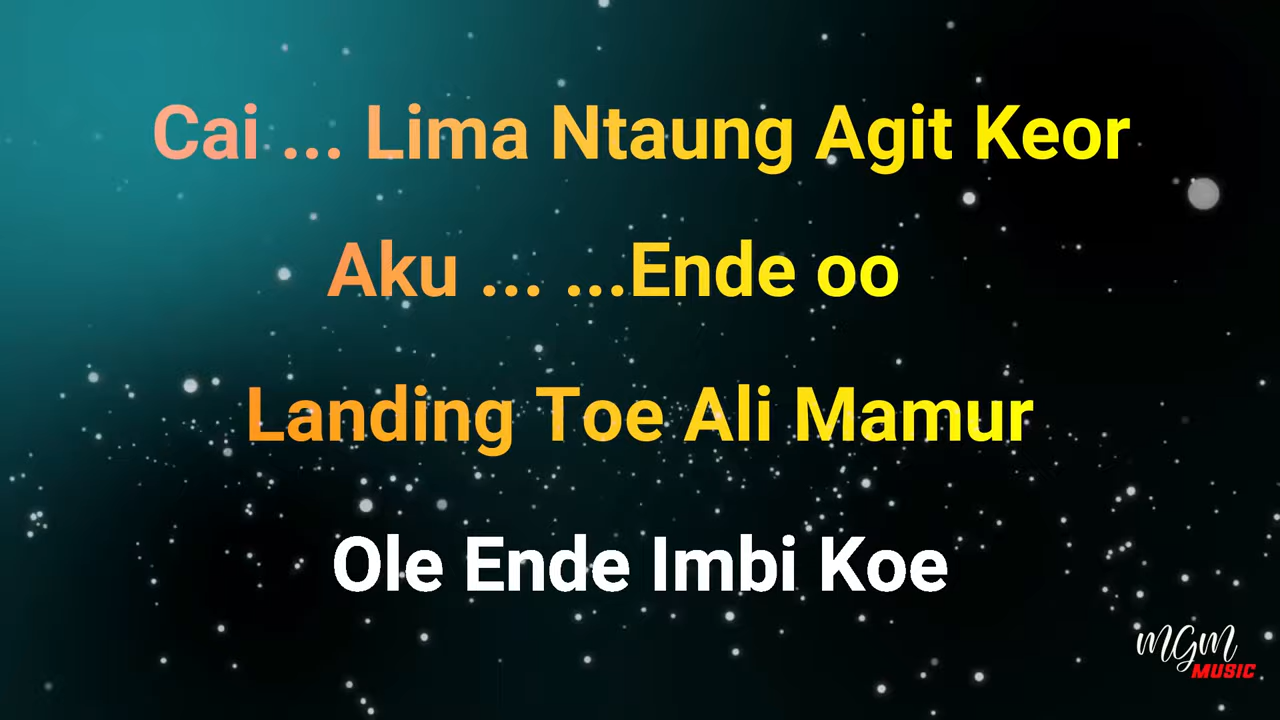 Cai ... Lima Ntaung Agit Keor
Aku ... ...Ende oo
Landing Toe Ali Mamur
Ole Ende Imbi Koe
MGM
MUSIC